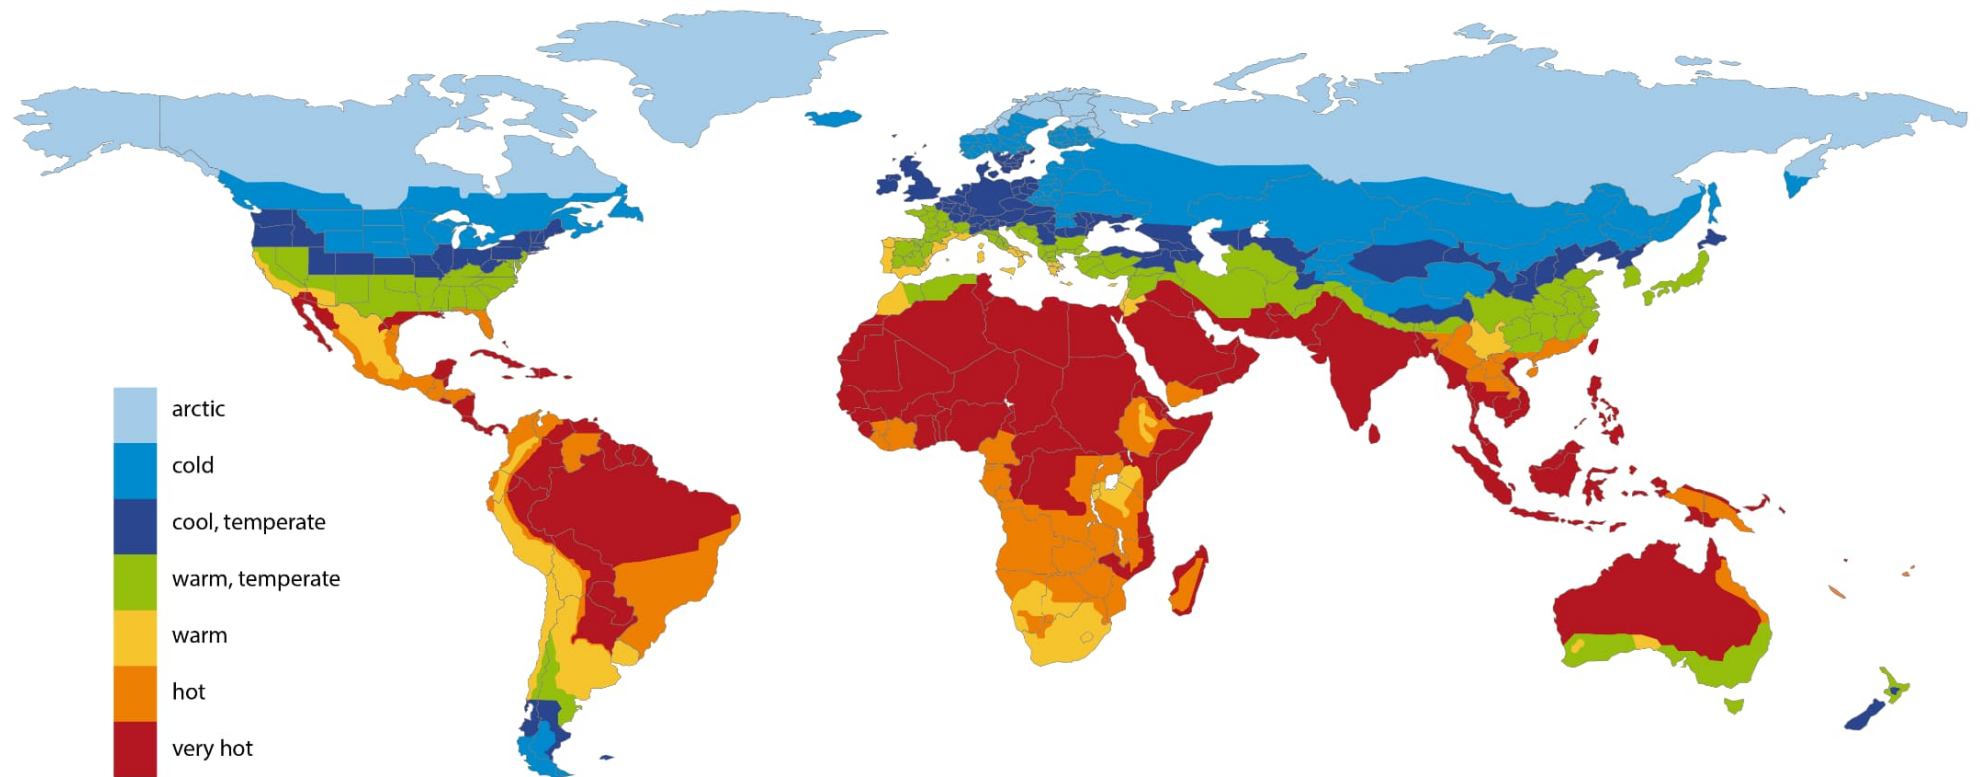 arctic
cold
cool, temperate
warm, temperate
warm
hot
very hot